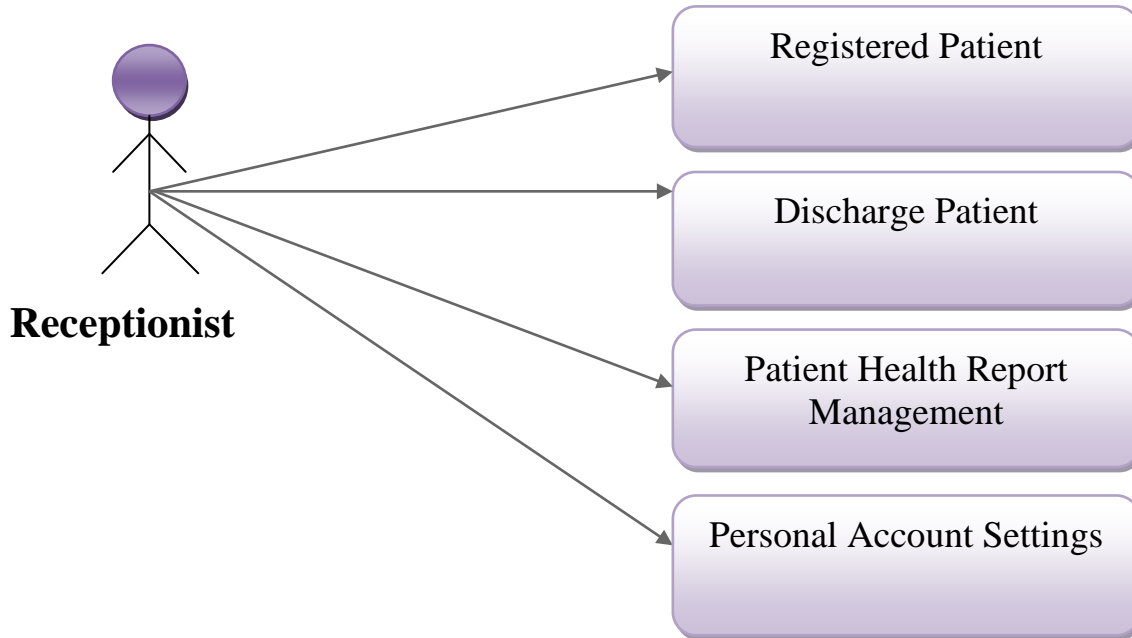 Registered Patient
Discharge Patient
Receptionist
Patient Health Report
Management
Personal Account Settings